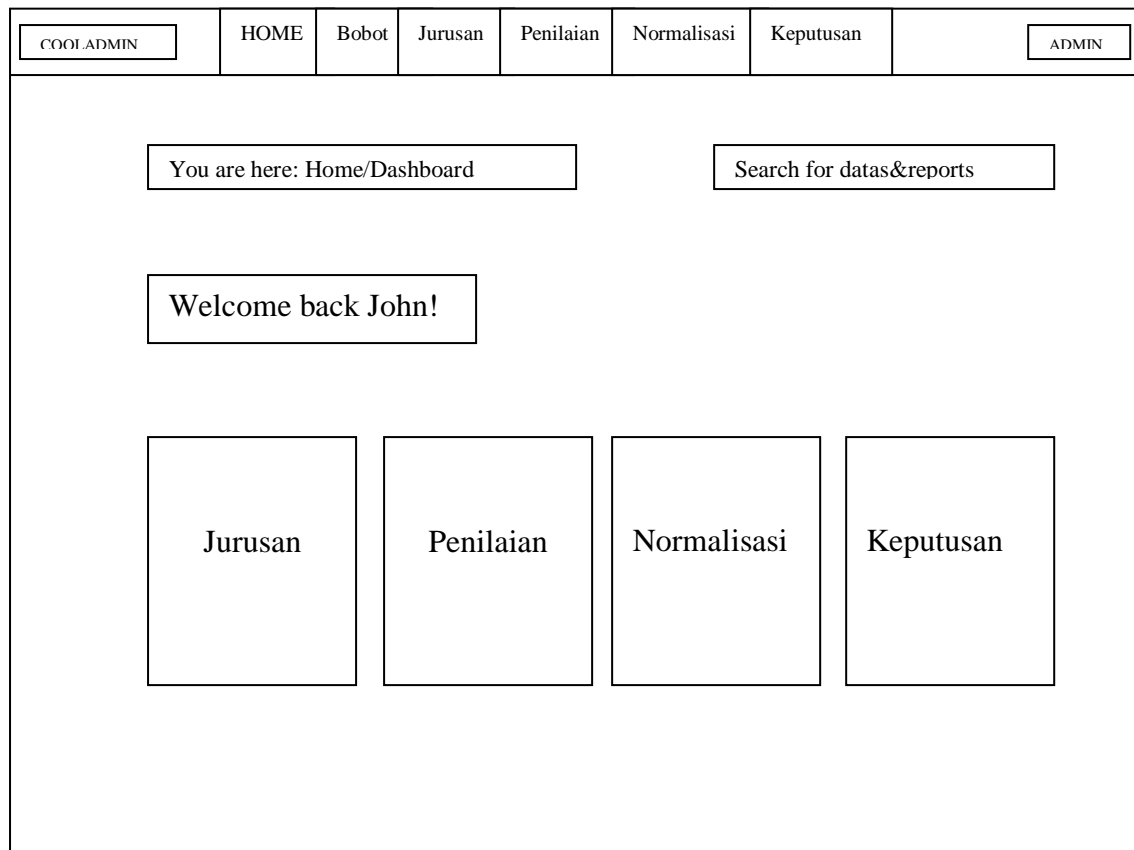 COOLADMIN
HOME Bobot Jurusan Penilaian Normalisasi Keputusan
ADMIN
You are here: Home/Dashboard
Search for datas&reports
Welcome back John!
Jurusan
Penilaian
Normalisasi
Keputusan